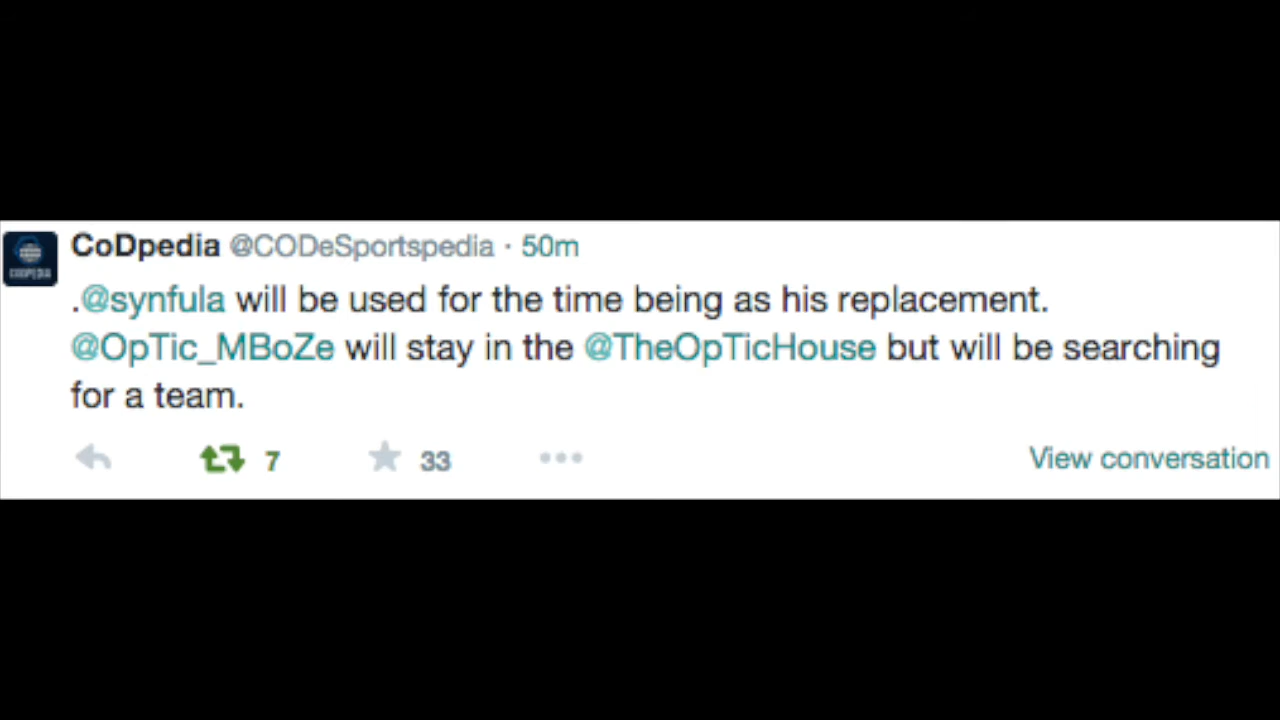 CoDpedia @CODeSportspedia · 50m
.@synfula will be used for the time being as his replacement.
@OpTic_MBoZe will stay in the @TheOpTicHouse but will be searching
for a team.
7 33 View conversation